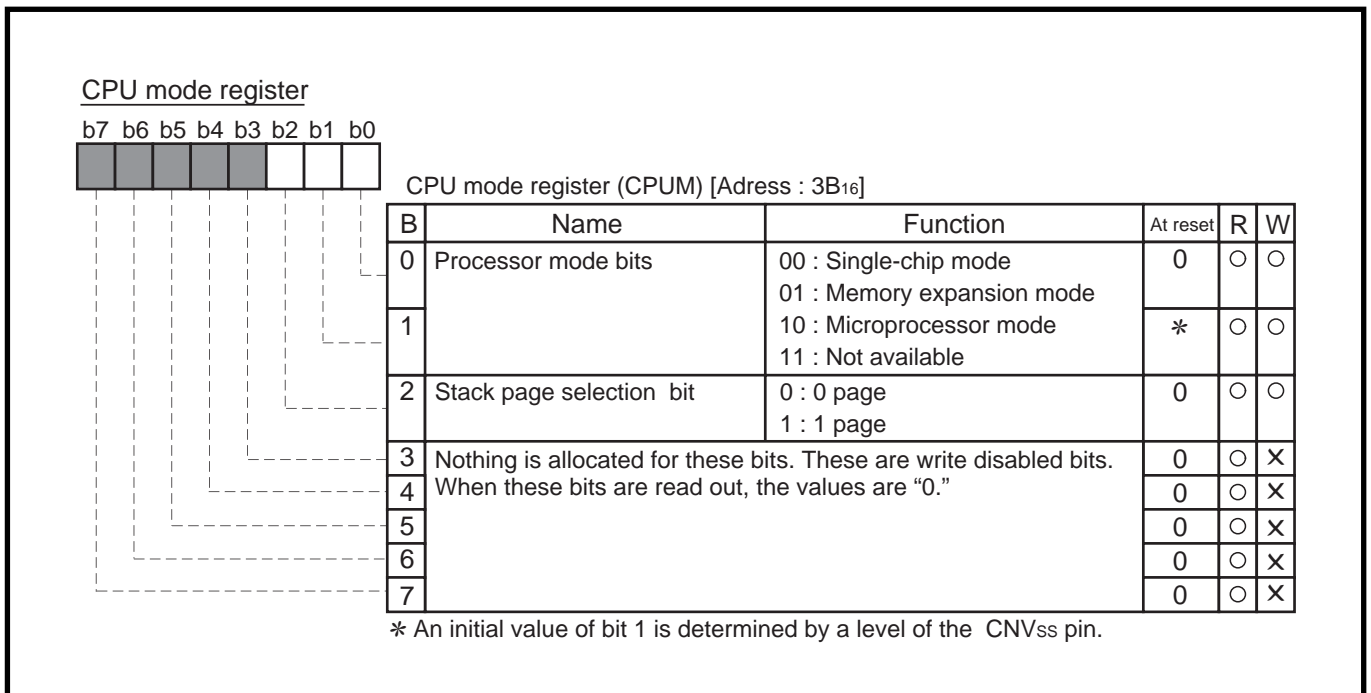 CPU mode register
b7 b6 b5 b4 b3 b2 b1 b0
CPU mode register (CPUM) [Adress : 3B16]
B Name Function At reset R W
0 Processor mode bits 00 : Single-chip mode 0 ○ ○
01 : Memory expansion mode
1 10 : Microprocessor mode * ○ ○
11 : Not available
2 Stack page selection bit 0 : 0 page 0 ○ ○
1 : 1 page
3 Nothing is allocated for these bits. These are write disabled bits. 0 ○ ×
4 When these bits are read out, the values are “0.” 0 ○ ×
5 0 ○ ×
6 0 ○ ×
7 0 ○ ×
* An initial value of bit 1 is determined by a level of the CNVSS pin.